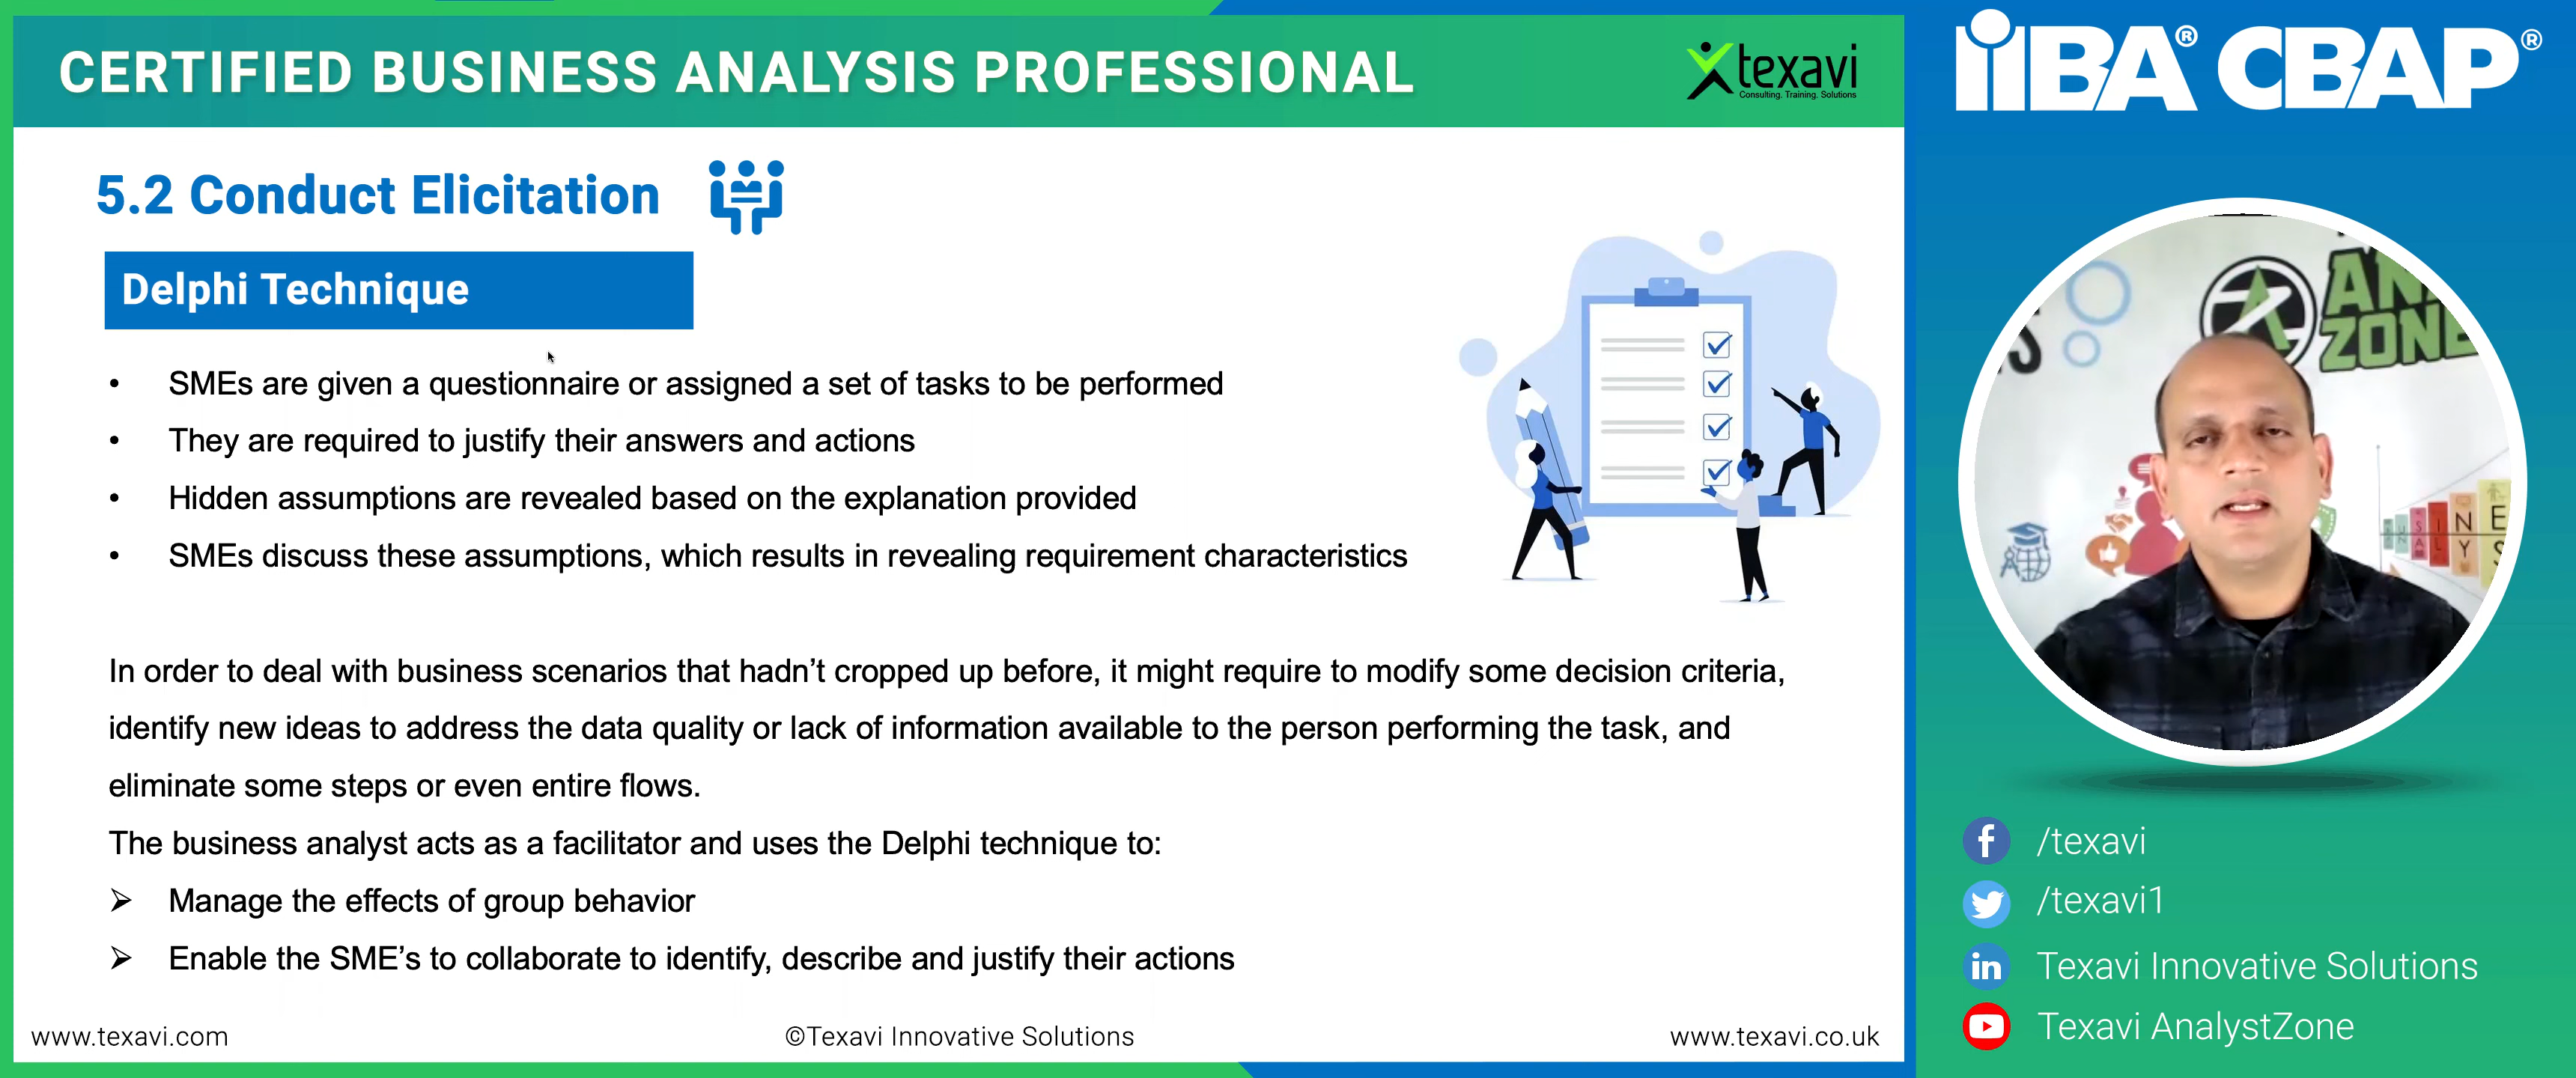 CERTIFIED BUSINESS ANALYSIS PROFESSIONAL
texavi
Consulting. Training. Solutions
IIBA® CBAP®
5.2 Conduct Elicitation
Delphi Technique
• SMEs are given a questionnaire or assigned a set of tasks to be performed
• They are required to justify their answers and actions
• Hidden assumptions are revealed based on the explanation provided
• SMEs discuss these assumptions, which results in revealing requirement characteristics
In order to deal with business scenarios that hadn’t cropped up before, it might require to modify some decision criteria,
identify new ideas to address the data quality or lack of information available to the person performing the task, and
eliminate some steps or even entire flows.
The business analyst acts as a facilitator and uses the Delphi technique to:
➢ Manage the effects of group behavior
➢ Enable the SME’s to collaborate to identify, describe and justify their actions
www.texavi.com
©Texavi Innovative Solutions
www.texavi.co.uk
ZONE
/texavi
/texavi1
in Texavi Innovative Solutions
Texavi AnalystZone